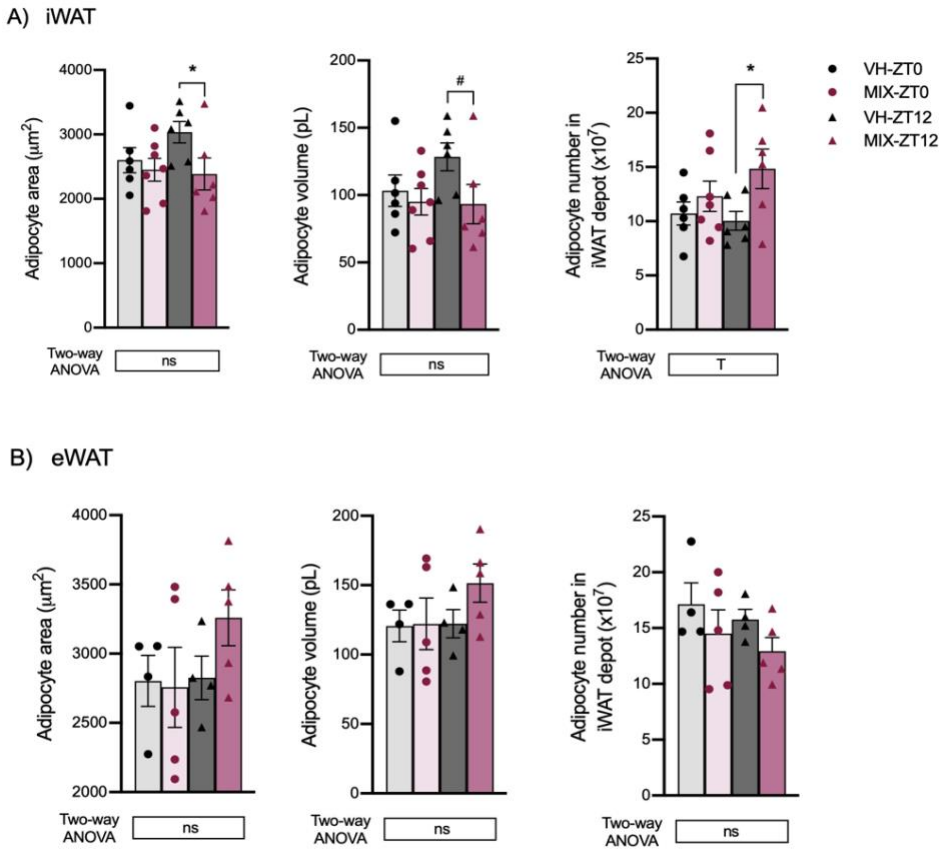 A) iWAT
Adipocyte area (μm2)
4000
3000
2000
1000
0
*
Two-way
ANOVA
ns
Adipocyte volume (pL)
200
150
100
50
0
#
Two-way
ANOVA
ns
Adipocyte number in
iWAT depot (x10⁷)
25
20
15
10
5
0
*
Two-way
ANOVA
T
VH-ZT0
MIX-ZT0
VH-ZT12
MIX-ZT12
B) eWAT
Adipocyte area (μm²)
4000
3500
3000
2500
2000
Two-way
ANOVA
ns
Adipocyte volume (pL)
200
150
100
50
0
Two-way
ANOVA
ns
Adipocyte number in
iWAT depot (x10⁷)
25
20
15
10
5
0
Two-way
ANOVA
ns